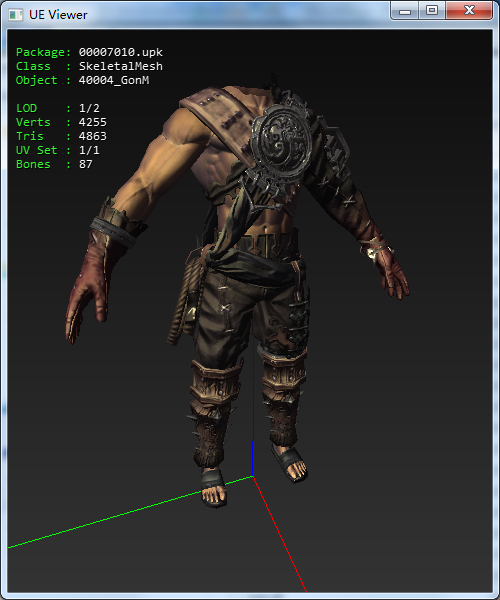 UE Viewer
Package: 00007010.upk
Class  : SkeletalMesh
Object : 40004_GonM
LOD    : 1/2
Verts  : 4255
Tris   : 4863
UV Set : 1/1
Bones  : 87